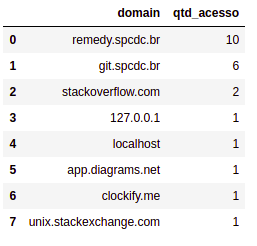 domain qtd_acesso
0 remedy.spcdc.br 10
1 git.spcdc.br 6
2 stackoverflow.com 2
3 127.0.0.1 1
4 localhost 1
5 app.diagrams.net 1
6 clockify.me 1
7 unix.stackexchange.com 1